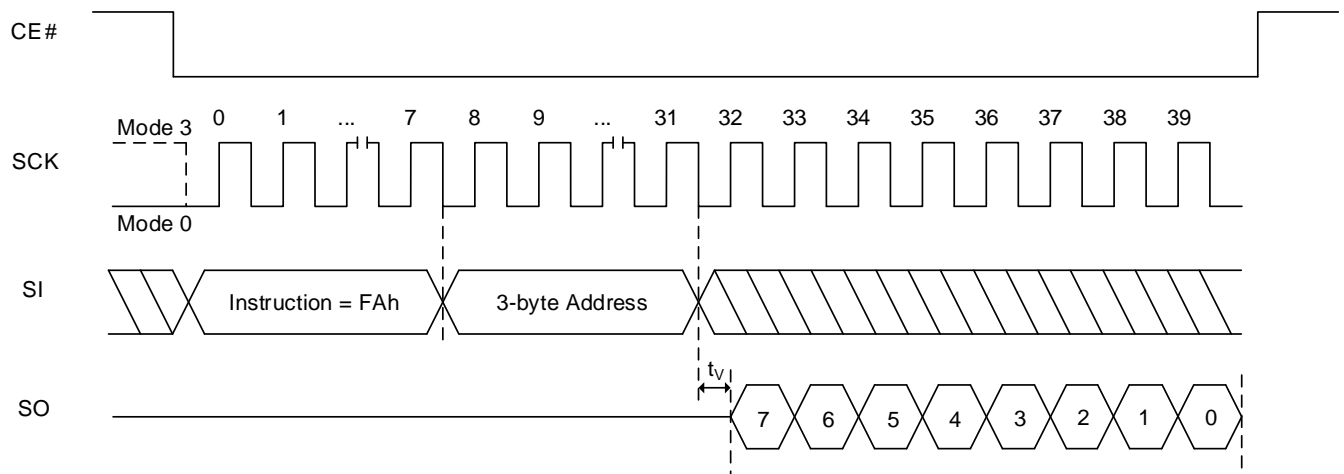 CE#
Mode 3
0 1 ... 7 8 9 ... 31 32 33 34 35 36 37 38 39
SCK
Mode 0
SI
Instruction = FAh
3-byte Address
tV
SO
7 6 5 4 3 2 1 0